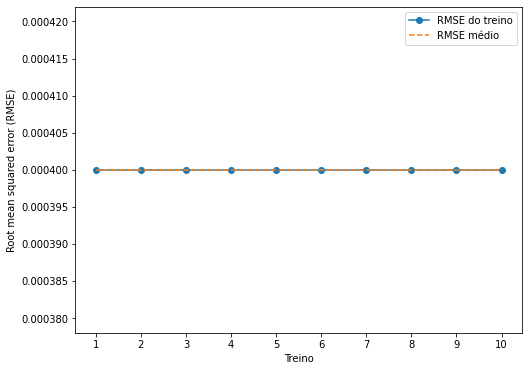 RMSE do treino
RMSE médio
Root mean squared error (RMSE)
0.000420
0.000415
0.000410
0.000405
0.000400
0.000395
0.000390
0.000385
0.000380
1 2 3 4 5 6 7 8 9 10
Treino